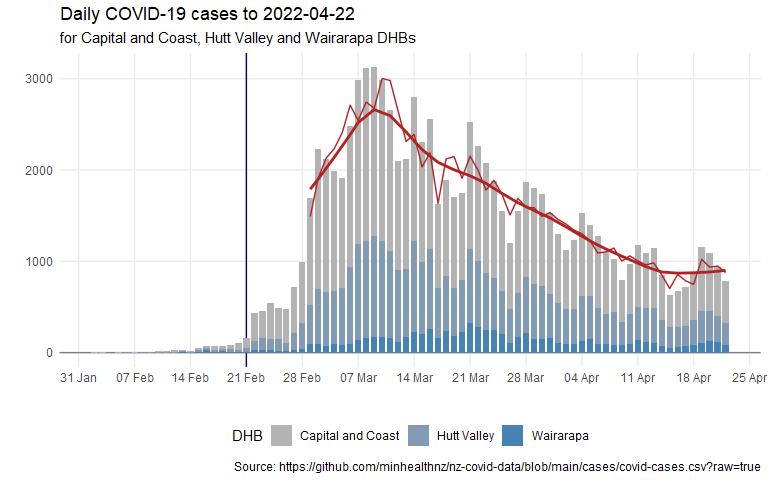 Daily COVID-19 cases to 2022-04-22
for Capital and Coast, Hutt Valley and Wairarapa DHBs
3000
2000
1000
0
31 Jan 07 Feb 14 Feb 21 Feb 28 Feb 07 Mar 14 Mar 21 Mar 28 Mar 04 Apr 11 Apr 18 Apr 25 Apr
DHB Capital and Coast Hutt Valley Wairarapa
Source: https://github.com/minhealthnz/nz-covid-data/blob/main/cases/covid-cases.csv?raw=true